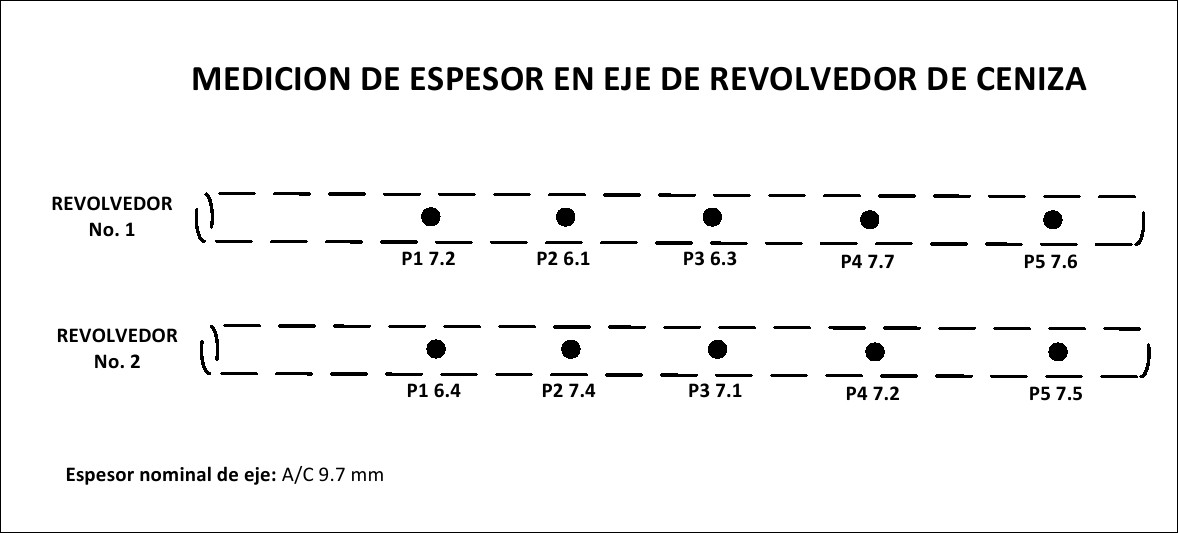 MEDICION DE ESPESOR EN EJE DE REVOLVEDOR DE CENIZA
REVOLVEDOR
No. 1
P1 7.2
P2 6.1
P3 6.3
P4 7.7
P5 7.6
REVOLVEDOR
No. 2
P1 6.4
P2 7.4
P3 7.1
P4 7.2
P5 7.5
Espesor nominal de eje: A/C 9.7 mm